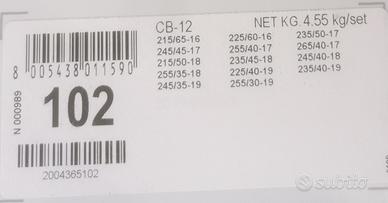 CB-12 NET KG. 4.55 kg/set
215/65-16 225/60-16 235/50-17
245/45-17 255/40-17 265/40-17
215/50-18 235/45-18 245/40-18
255/35-18 225/40-19 235/40-19
245/35-19 255/30-19
8 005438 011590
N 000989
102
2004365102
subito